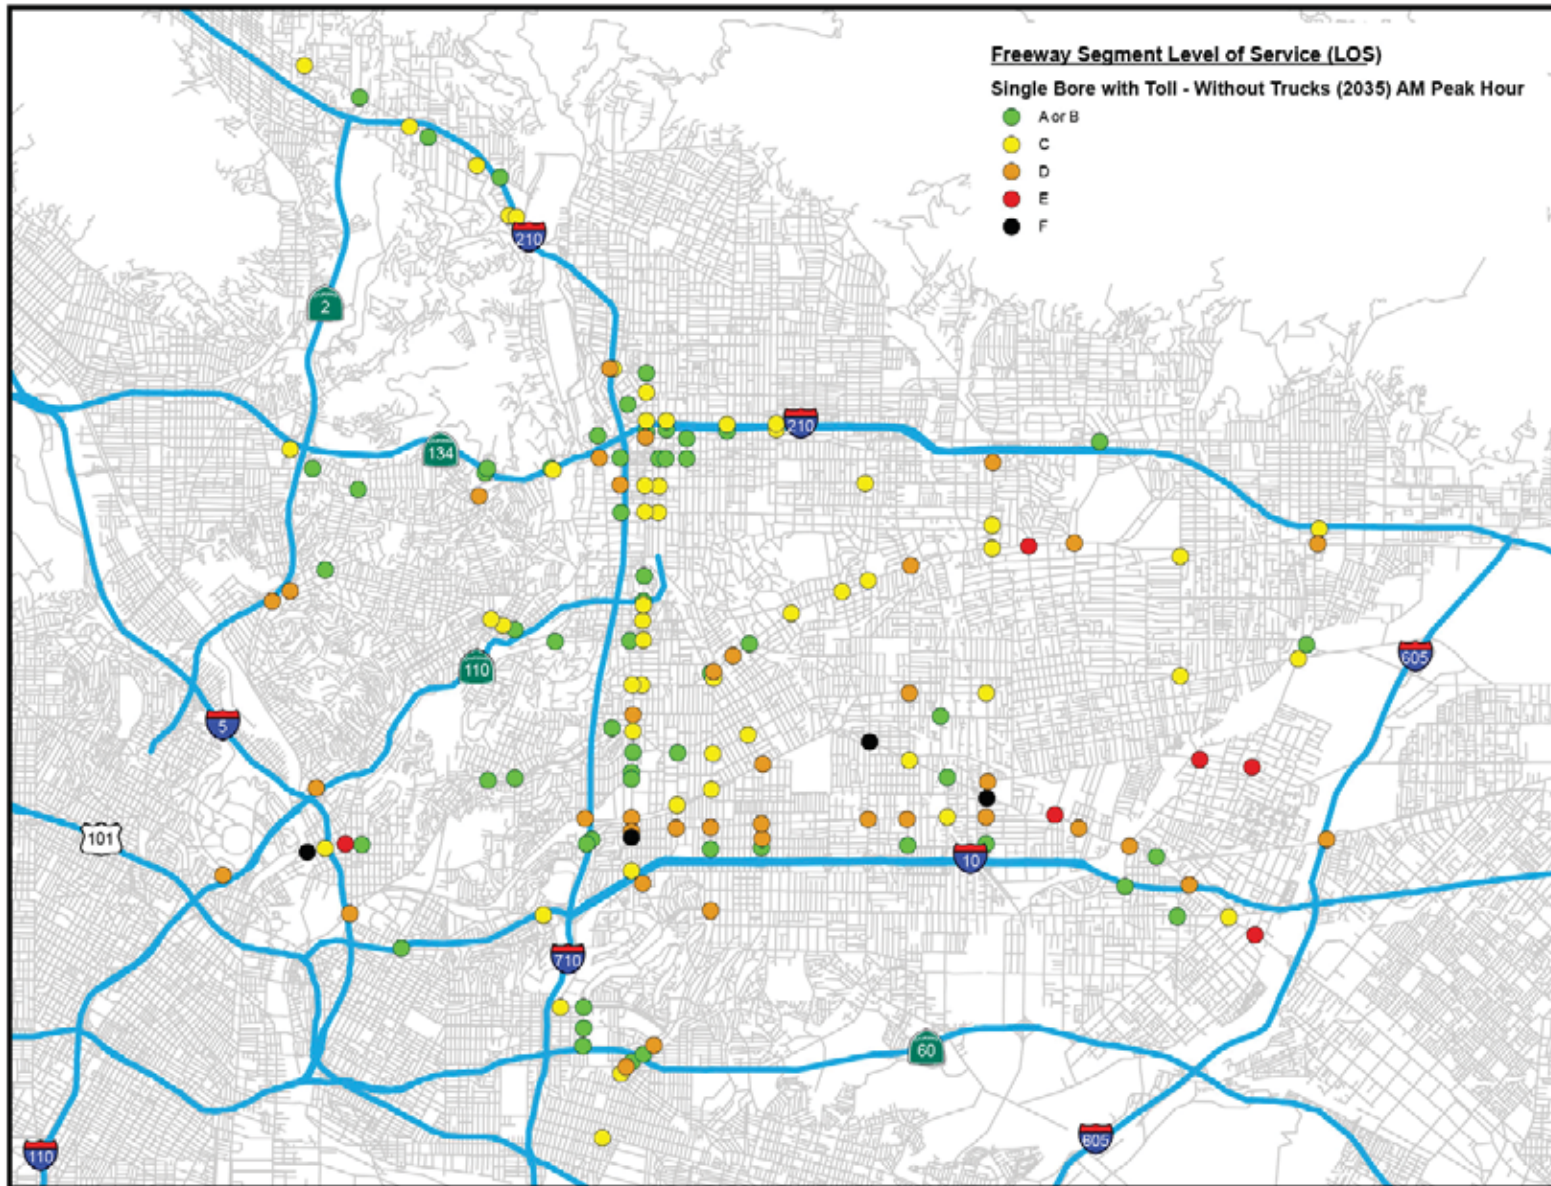 Freeway Segment Level of Service (LOS)
Single Bore with Toll - Without Trucks (2035) AM Peak Hour
A or B
C
D
E
F
210
2
134
210
110
605
5
101
10
710
60
110
605